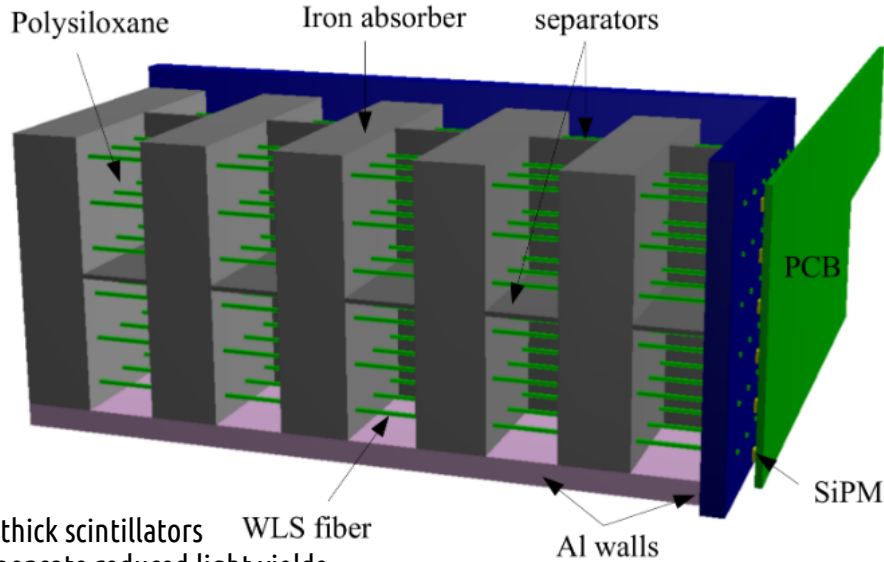 Polysiloxane
Iron absorber
separators
PCB
SiPM
thick scintillators
WLS fiber
Al walls